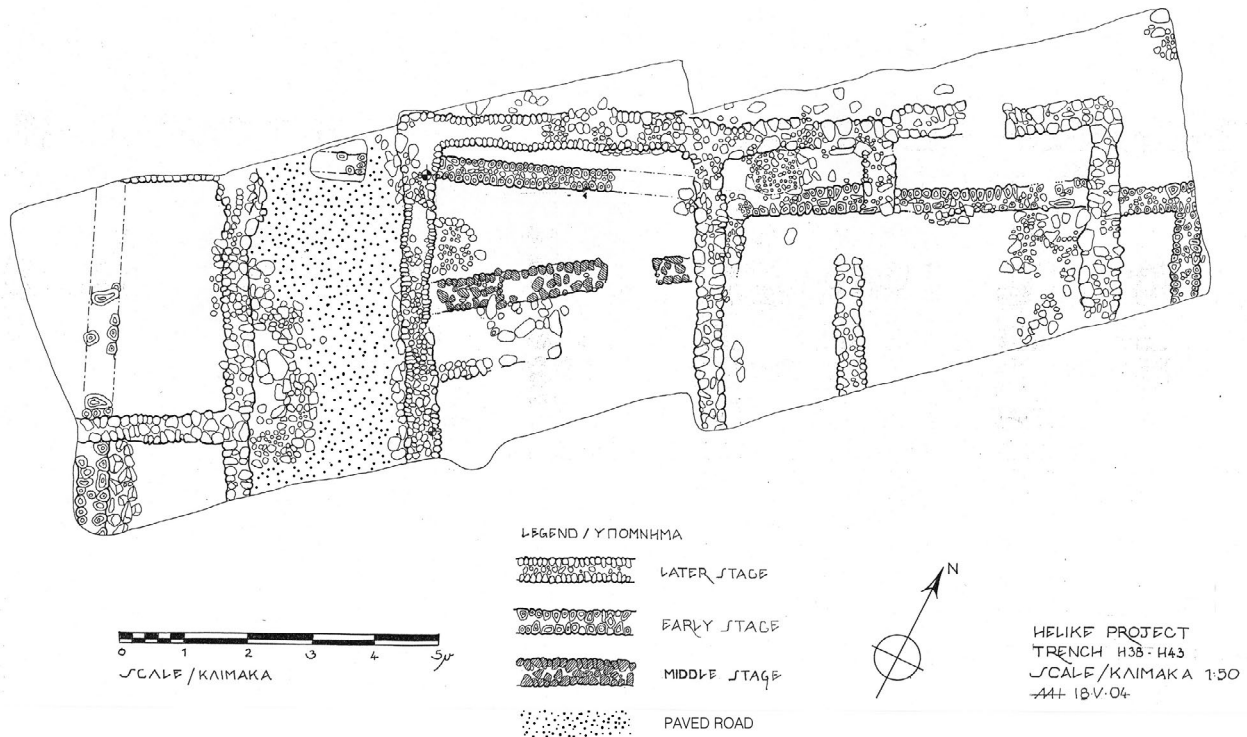 LEGEND / ΥΠΟΜΝΗΜΑ
LATER STAGE
EARLY STAGE
MIDDLE STAGE
PAVED ROAD
0 1 2 3 4 5μ
SCALE / ΚΛΙΜΑΚΑ
N
HELIKE PROJECT
TRENCH H38 - H43
SCALE / ΚΛΙΜΑΚΑ 1:50
18·V·04